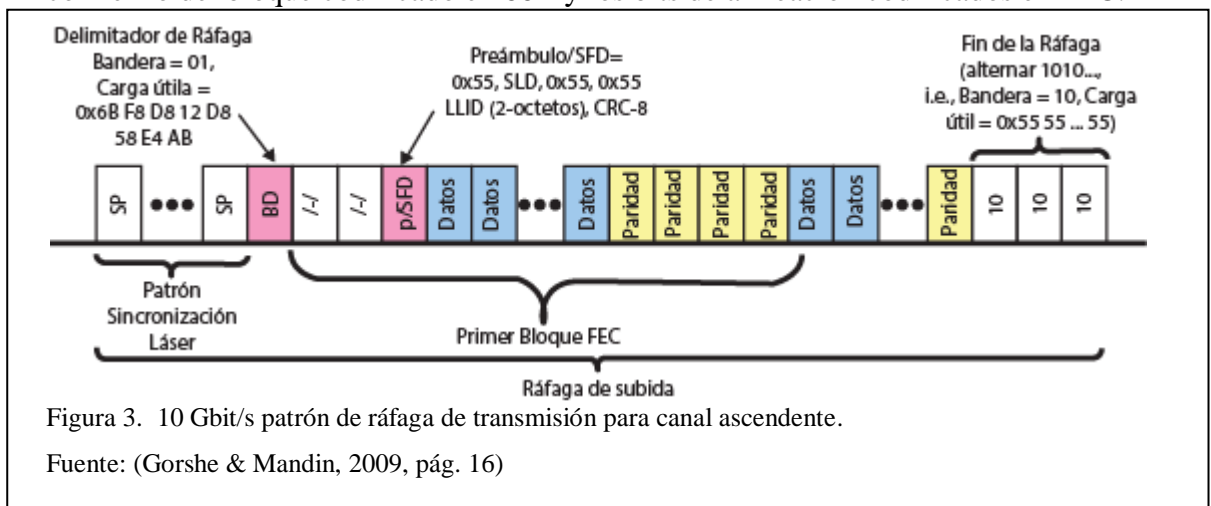 Delimitador de Ráfaga
Bandera = 01,
Carga útil =
0x6B F8 D8 12 D8
58 E4 AB
Preámbulo/SFD=
0x55, SLD, 0x55, 0x55
LLID (2-octetos), CRC-8
Fin de la Ráfaga
(alternar 1010...,
i.e., Bandera = 10, Carga
útil = 0x55 55 ... 55)
SP
SP
BD
/-/
/-/
p/SFD
Datos
Datos
Datos
Paridad
Paridad
Paridad
Paridad
Datos
Datos
Paridad
10
10
10
Patrón
Sincronización
Láser
Primer Bloque FEC
Ráfaga de subida
Figura 3. 10 Gbit/s patrón de ráfaga de transmisión para canal ascendente.
Fuente: (Gorshe & Mandin, 2009, pág. 16)